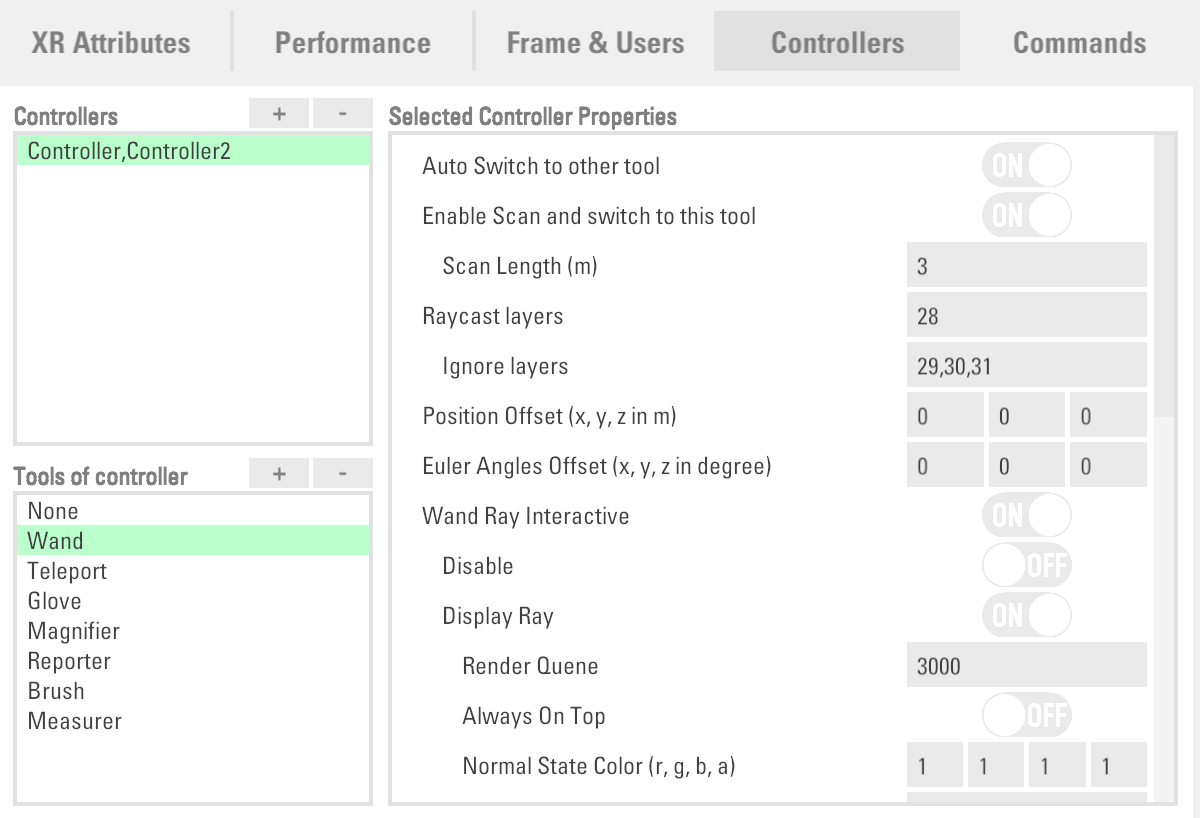 XR Attributes Performance Frame & Users Controllers Commands
Controllers + -
Controller,Controller2
Tools of controller + -
None
Wand
Teleport
Glove
Magnifier
Reporter
Brush
Measurer
Selected Controller Properties
Auto Switch to other tool ON
Enable Scan and switch to this tool ON
Scan Length (m) 3
Raycast layers 28
Ignore layers 29,30,31
Position Offset (x, y, z in m) 0 0 0
Euler Angles Offset (x, y, z in degree) 0 0 0
Wand Ray Interactive ON
Disable OFF
Display Ray ON
Render Quene 3000
Always On Top OFF
Normal State Color (r, g, b, a) 1 1 1 1